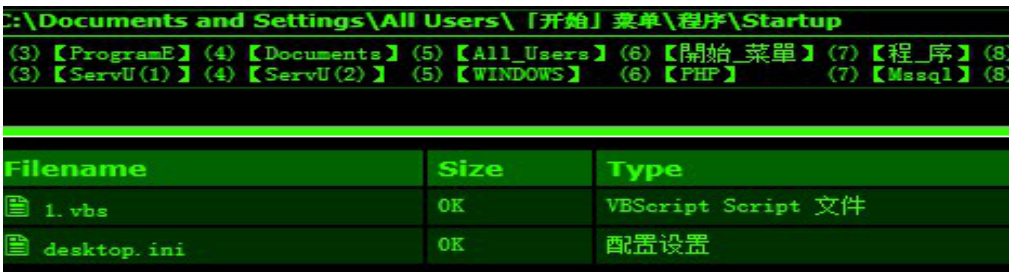 C:\Documents and Settings\All Users\「开始」菜单\程序\Startup
(3)【ProgramE】(4)【Documents】(5)【All_Users】(6)【開始_菜單】(7)【程_序】(8)
(3)【ServU(1)】(4)【ServU(2)】(5)【WINDOWS】(6)【PHP】(7)【Mssql】(8)
Filename Size Type
1.vbs 0K VBScript Script 文件
desktop.ini 0K 配置设置